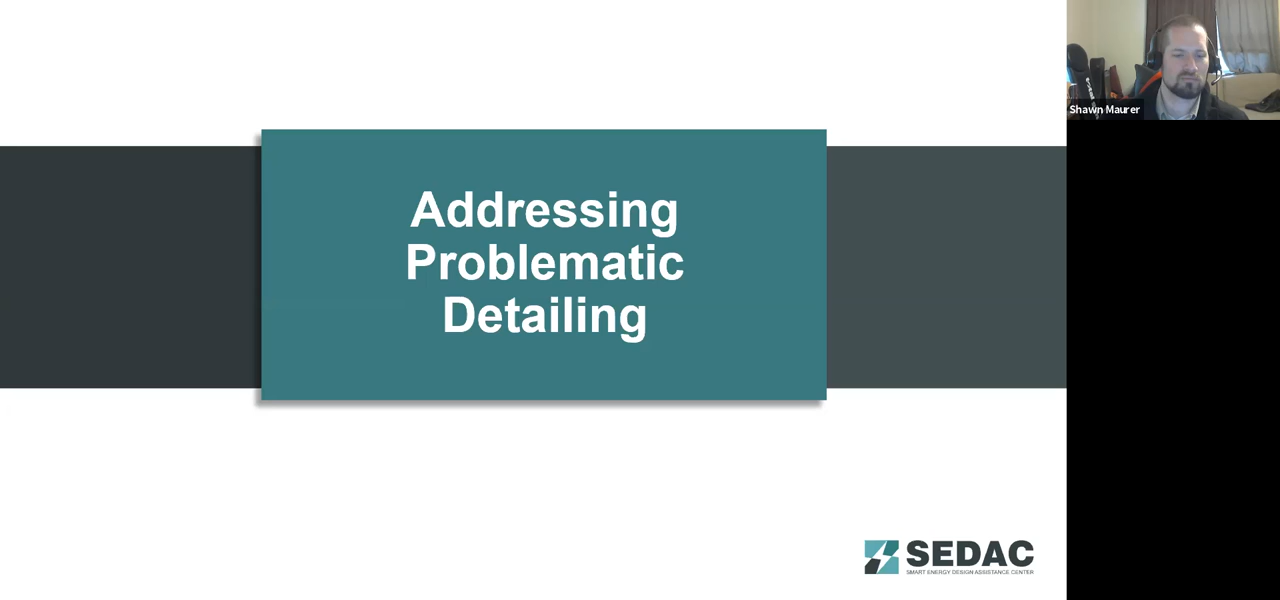 Addressing
Problematic
Detailing
Shawn Maurer
SEDAC
SMART ENERGY DESIGN ASSISTANCE CENTER